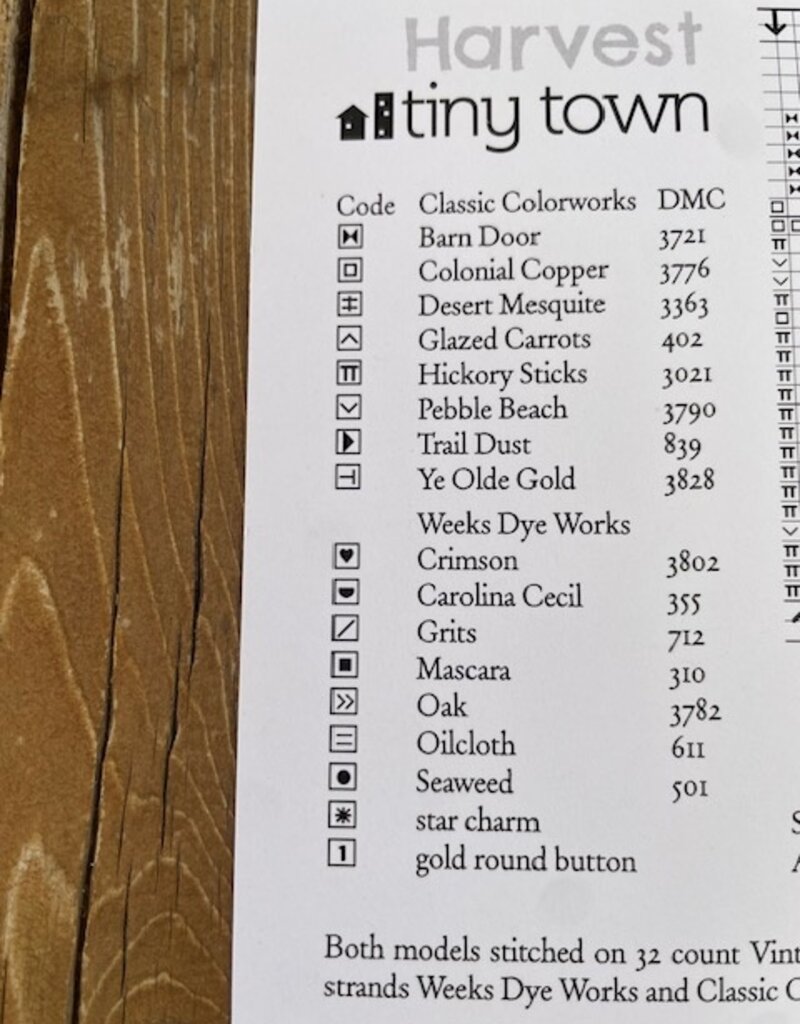 Harvest
tiny town
Code Classic Colorworks DMC
Barn Door 3721
Colonial Copper 3776
Desert Mesquite 3363
Glazed Carrots 402
Hickory Sticks 3021
Pebble Beach 3790
Trail Dust 839
Ye Olde Gold 3828
Weeks Dye Works
Crimson 3802
Carolina Cecil 355
Grits 712
Mascara 310
Oak 3782
Oilcloth 611
Seaweed 501
star charm
1 gold round button
Both models stitched on 32 count
strands Weeks Dye Works and Classic